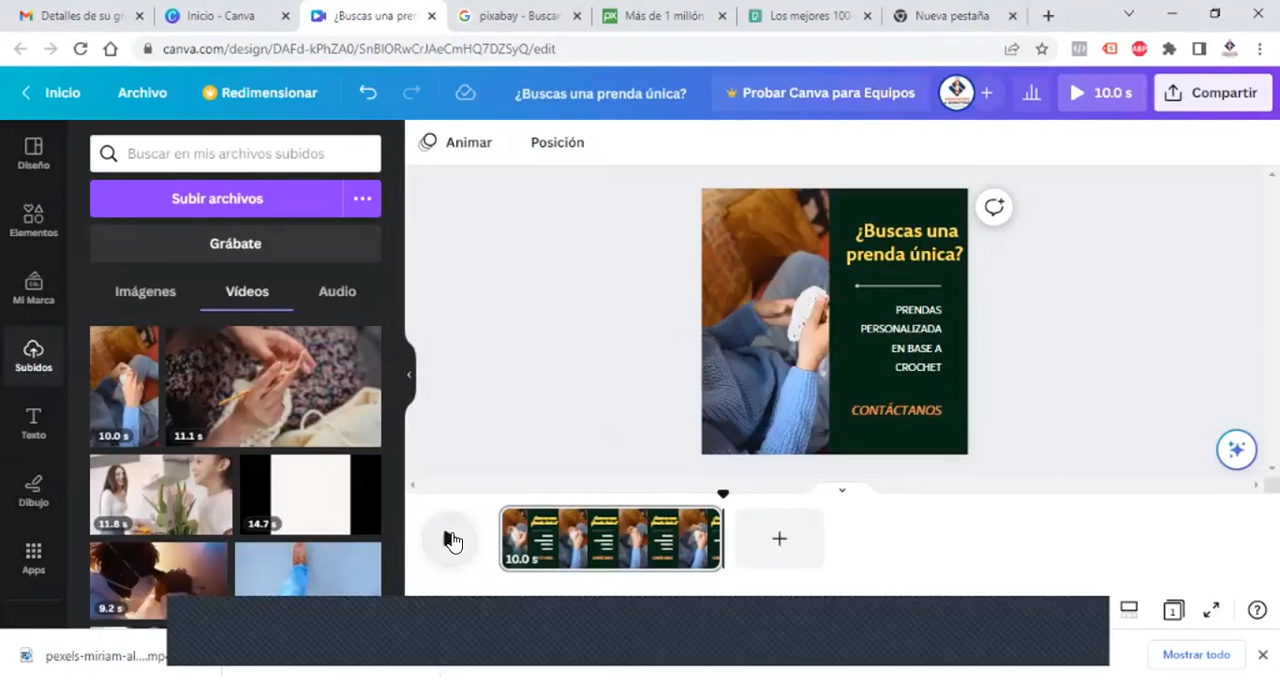 Detalles de su gr
Inicio - Canva
¿Buscas una pren
pixabay - Buscar
Más de 1 millón
Los mejores 100
Nueva pestaña
canva.com/design/DAFd-kPhZA0/SnBlORwCrJAeCmHQ7DZSyQ/edit
Inicio
Archivo
Redimensionar
¿Buscas una prenda única?
Probar Canva para Equipos
10.0 s
Compartir
Diseño
Elementos
Mi Marca
Subidos
Texto
Dibujo
Apps
Buscar en mis archivos subidos
Subir archivos
Grábate
Imágenes
Vídeos
Audio
10.0 s
11.1 s
11.8 s
14.7 s
9.2 s
Animar
Posición
¿Buscas una
prenda única?
PRENDAS
PERSONALIZADA
EN BASE A
CROCHET
CONTÁCTANOS
10.0 s
1
pexels-miriam-al....mp
Mostrar todo